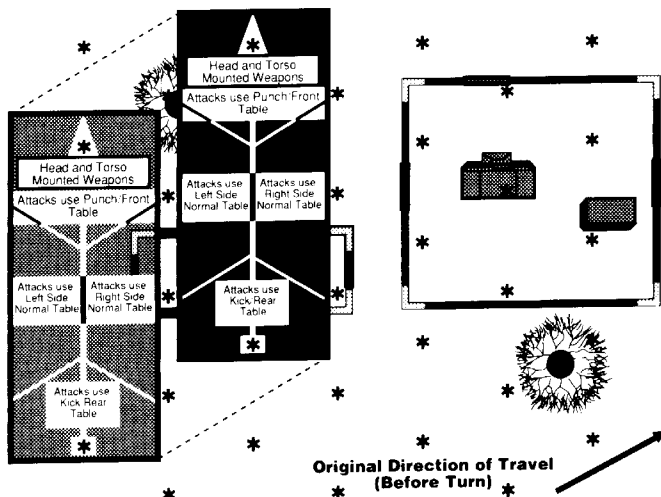 Head and Torso
Mounted Weapons
Attacks use Punch/Front
Table
Attacks use
Left Side
Normal Table
Attacks use
Right Side
Normal Table
Attacks use
Kick Rear
Table
Head and Torso
Mounted Weapons
Attacks use Punch/Front
Table
Attacks use
Left Side
Normal Table
Attacks use
Right Side
Normal Table
Attacks use
Kick Rear
Table
Original Direction of Travel
(Before Turn)